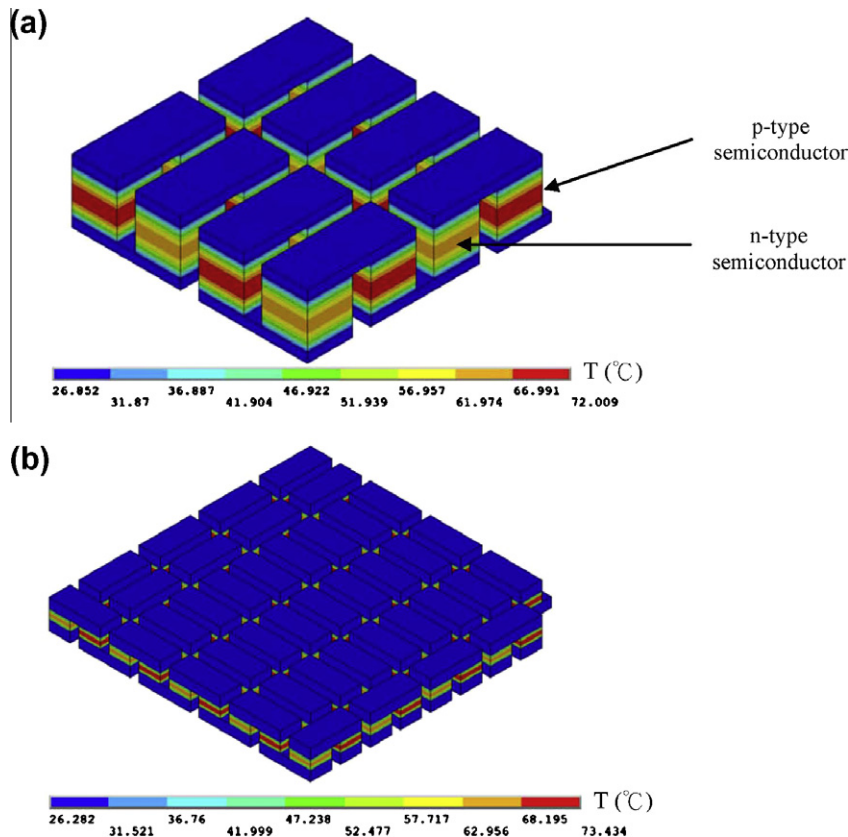 (a)
p-type
semiconductor
n-type
semiconductor
T (℃)
26.852 36.887 46.922 56.957 66.991
31.87 41.904 51.939 61.974 72.009
(b)
T (℃)
26.282 36.76 47.238 57.717 68.195
31.521 41.999 52.477 62.956 73.434